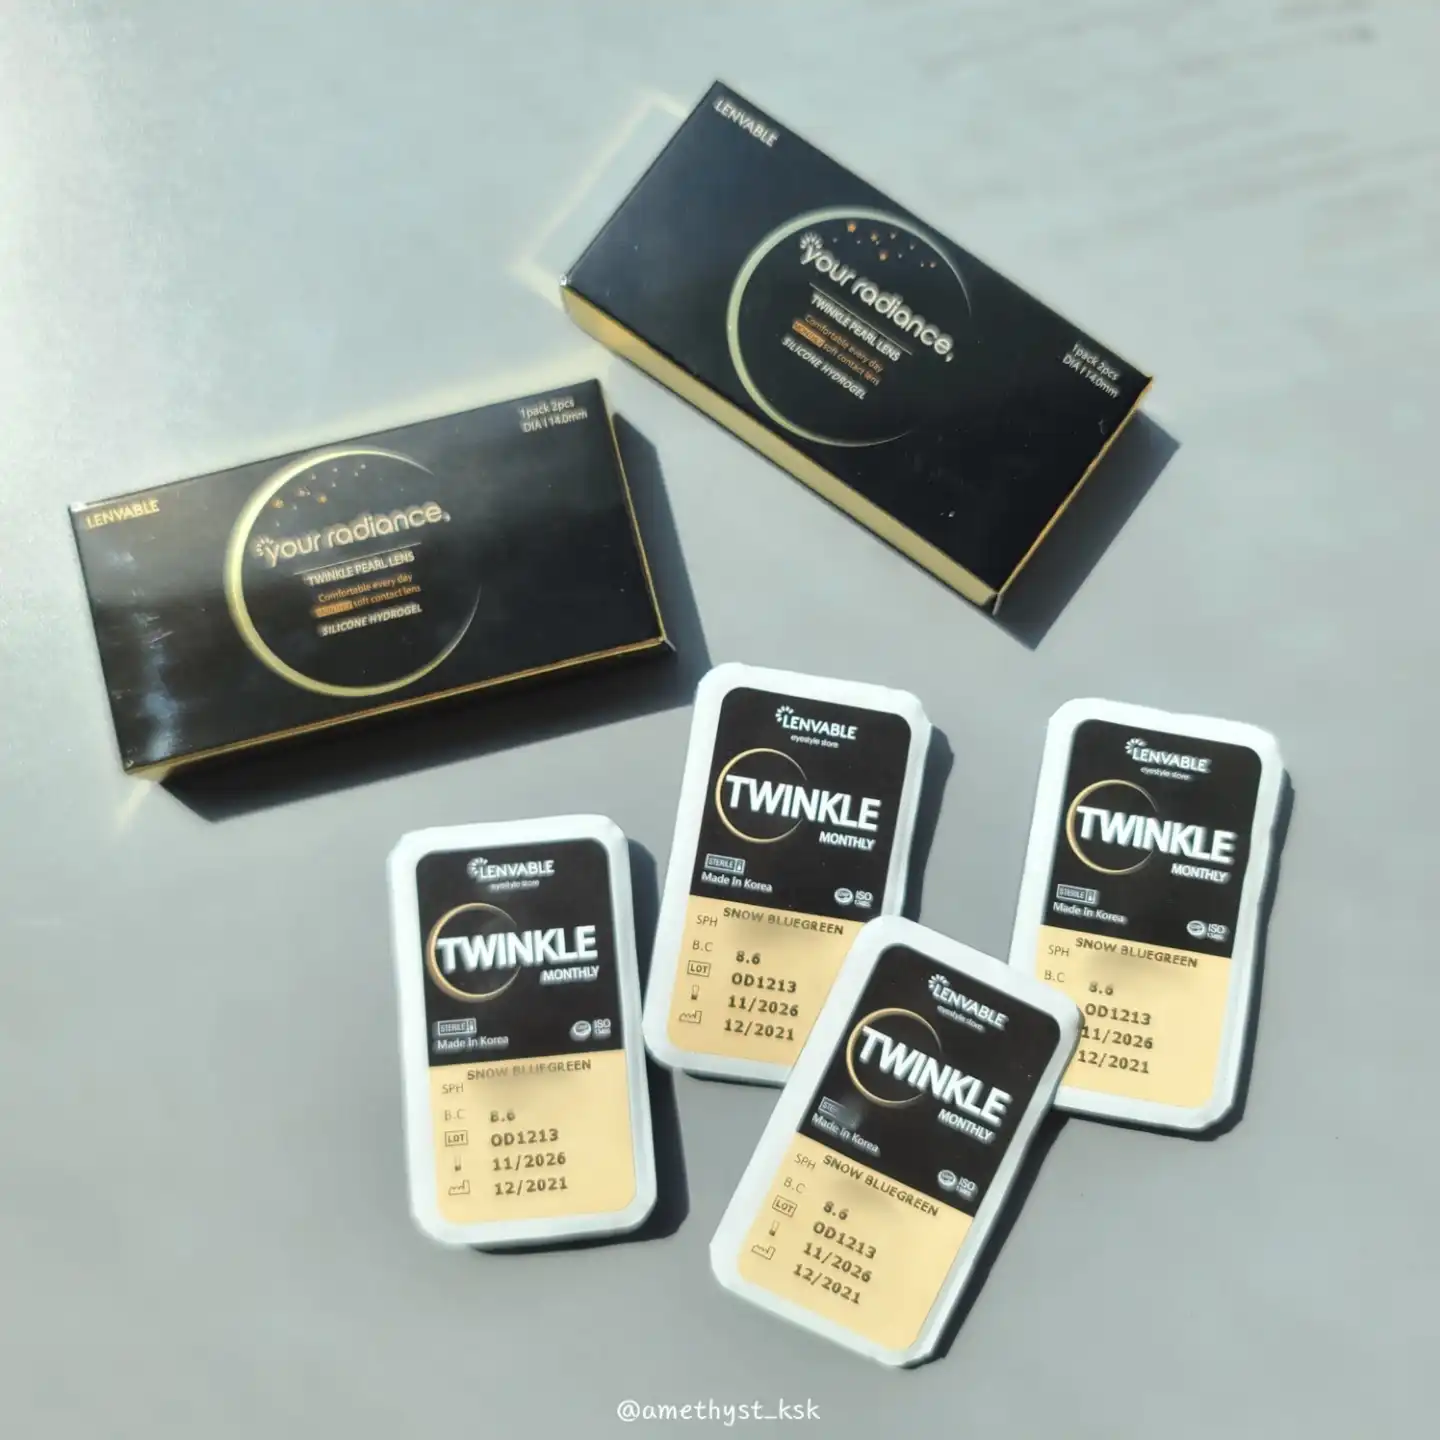 LENVABLE
your radiance,
TWINKLE PEARL LENS
Comfortable every day
MONTHLY soft contact lens
SILICONE HYDROGEL
1pack 2pcs
DIA | 14.0mm
LENVABLE
1pack 2pcs
DIA | 14.0mm
your radiance,
TWINKLE PEARL LENS
Comfortable every day
soft contact lens
SILICONE HYDROGEL
LENVABLE
eyestyle store
TWINKLE
MONTHLY
STERILE
Made In Korea
ISO
SPH SNOW BLUEGREEN
B.C 8.6
LOT OD1213
11/2026
12/2021
LENVABLE
eyestyle store
TWINKLE
MONTHLY
STERILE
Made In Korea
ISO
SPH SNOW BLUEGREEN
B.C 8.6
OD1213
11/2026
12/2021
LENVABLE
eyestyle store
TWINKLE
MONTHLY
STERILE
Made In Korea
ISO
SPH SNOW BLUEGREEN
B.C 8.6
LOT OD1213
11/2026
12/2021
LENVABLE
eyestyle store
TWINKLE
MONTHLY
Made In Korea
ISO
SPH SNOW BLUEGREEN
B.C 8.6
LOT OD1213
11/2026
12/2021
@amethyst_ksk